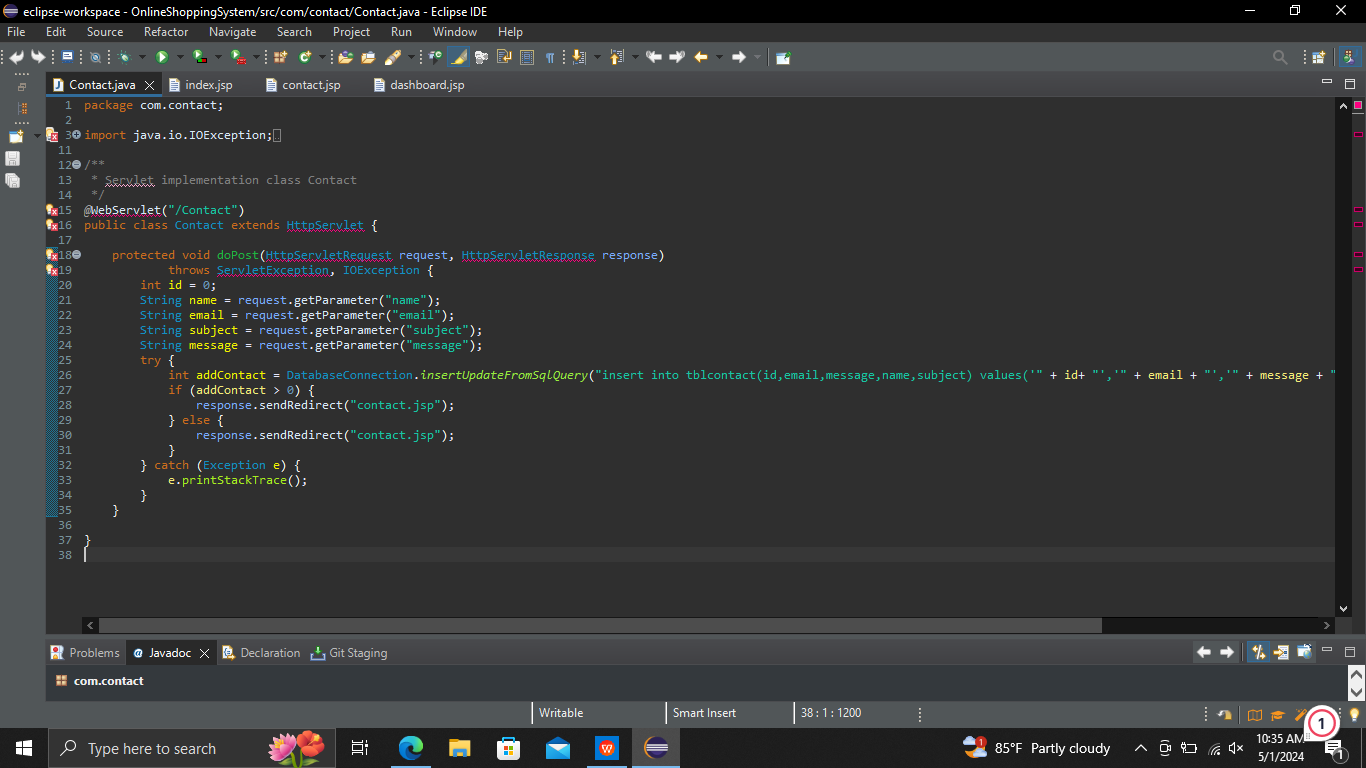 eclipse-workspace - OnlineShoppingSystem/src/com/contact/Contact.java - Eclipse IDE
File Edit Source Refactor Navigate Search Project Run Window Help
Contact.java index.jsp contact.jsp dashboard.jsp
1 package com.contact;
2
3 import java.io.IOException;
11
12 /**
13 * Servlet implementation class Contact
14 */
15 @WebServlet("/Contact")
16 public class Contact extends HttpServlet {
17
18 protected void doPost(HttpServletRequest request, HttpServletResponse response)
19 throws ServletException, IOException {
20 int id = 0;
21 String name = request.getParameter("name");
22 String email = request.getParameter("email");
23 String subject = request.getParameter("subject");
24 String message = request.getParameter("message");
25 try {
26 int addContact = DatabaseConnection.insertUpdateFromSqlQuery("insert into tblcontact(id,email,message,name,subject) values('" + id+ "','" + email + "','" + message + "
27 if (addContact > 0) {
28 response.sendRedirect("contact.jsp");
29 } else {
30 response.sendRedirect("contact.jsp");
31 }
32 } catch (Exception e) {
33 e.printStackTrace();
34 }
35 }
36
37 }
38
Problems @ Javadoc Declaration Git Staging
com.contact
Writable Smart Insert 38 : 1 : 1200
1
Type here to search
1 85°F Partly cloudy
10:35 AM
5/1/2024
1